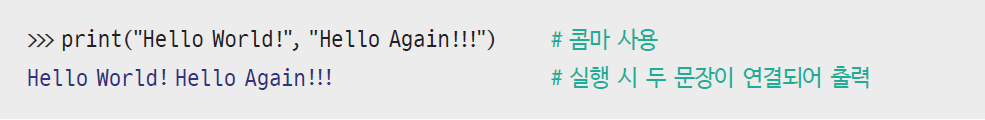 >>> print("Hello World!", "Hello Again!!!") # 콤마 사용
Hello World! Hello Again!!! # 실행 시 두 문장이 연결되어 출력